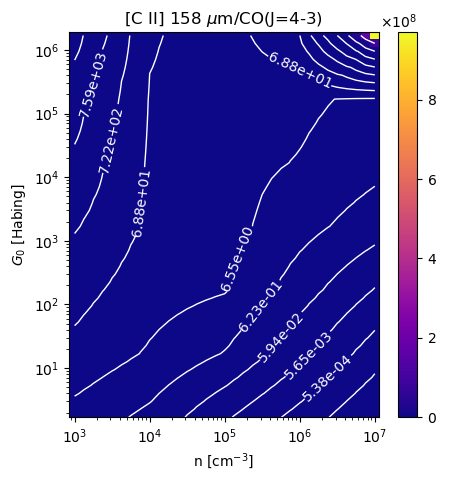 [C II] 158 μm/CO(J=4-3)
×10⁸
10⁶
10⁵
10⁴
10³
10²
10¹
G₀ [Habing]
7.59e+03
7.22e+02
6.88e+01
6.88e+01
6.55e+00
6.23e-01
5.94e-02
5.65e-03
5.38e-04
8
6
4
2
0
10³ 10⁴ 10⁵ 10⁶ 10⁷
n [cm⁻³]